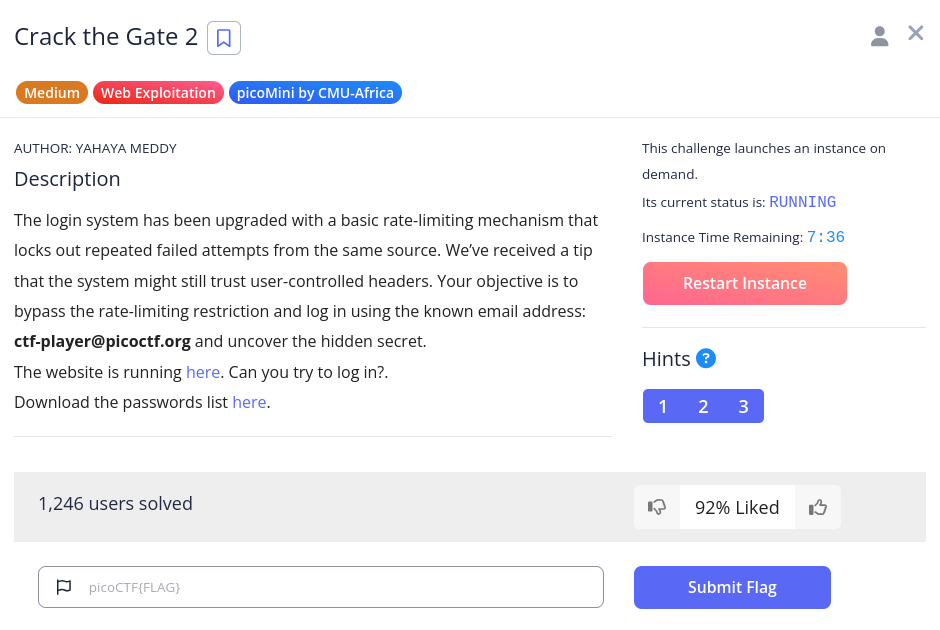 Crack the Gate 2
Medium Web Exploitation picoMini by CMU-Africa
AUTHOR: YAHAYA MEDDY
Description
The login system has been upgraded with a basic rate-limiting mechanism that
locks out repeated failed attempts from the same source. We’ve received a tip
that the system might still trust user-controlled headers. Your objective is to
bypass the rate-limiting restriction and log in using the known email address:
ctf-player@picoctf.org and uncover the hidden secret.
The website is running here. Can you try to log in?.
Download the passwords list here.
This challenge launches an instance on
demand.
Its current status is: RUNNING
Instance Time Remaining: 7:36
Restart Instance
Hints ?
1 2 3
1,246 users solved
92% Liked
picoCTF{FLAG}
Submit Flag